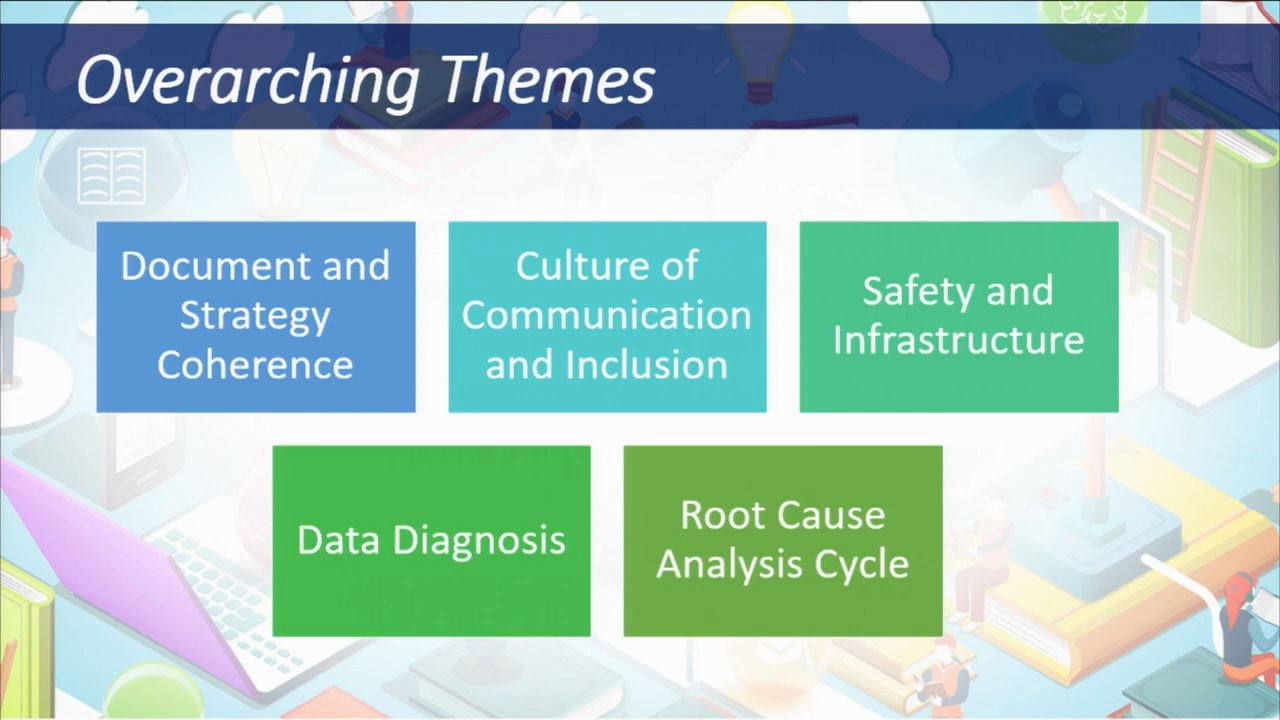 Overarching Themes
Document and
Strategy
Coherence
Culture of
Communication
and Inclusion
Safety and
Infrastructure
Data Diagnosis
Root Cause
Analysis Cycle